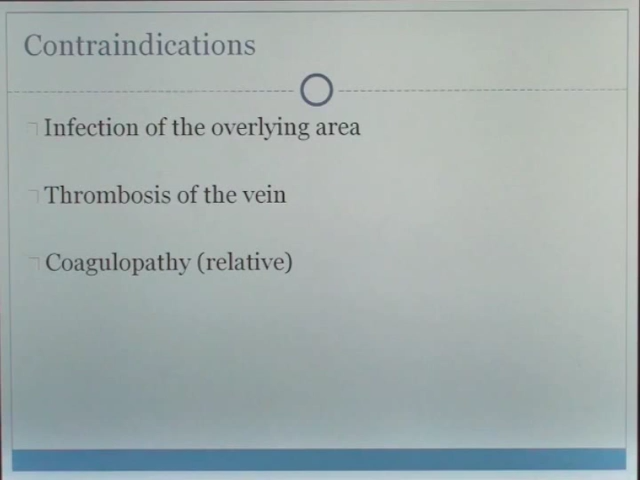 Contraindications
Infection of the overlying area
Thrombosis of the vein
Coagulopathy (relative)